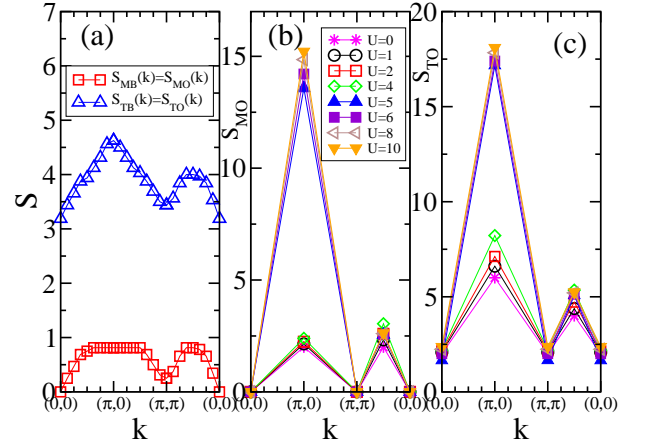 (a)
S_MB(k)=S_MO(k)
S_TB(k)=S_TO(k)
7
6
5
4
3
2
1
0
S
(0,0) (π,0) (π,π) (0,0)
k
(b)
U=0
U=1
U=2
U=4
U=5
U=6
U=8
U=10
15
10
5
0
S_MO
(0,0) (π,0) (π,π) (0,0)
k
(c)
20
15
10
5
0
S_TO
(0,0) (π,0) (π,π) (0,0)
k